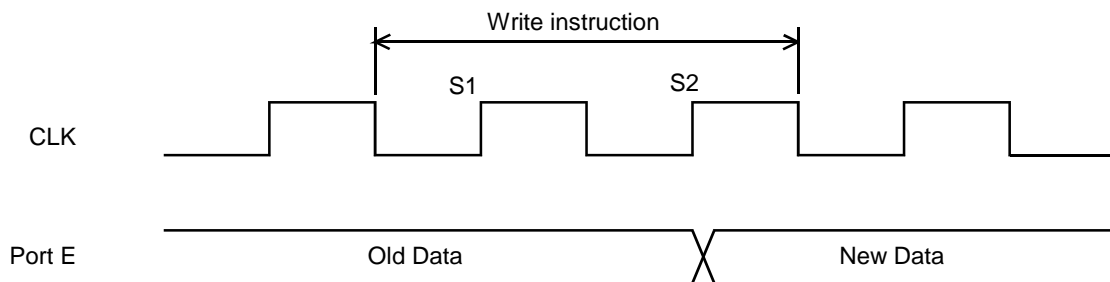 Write instruction
S1
S2
CLK
Port E
Old Data
New Data